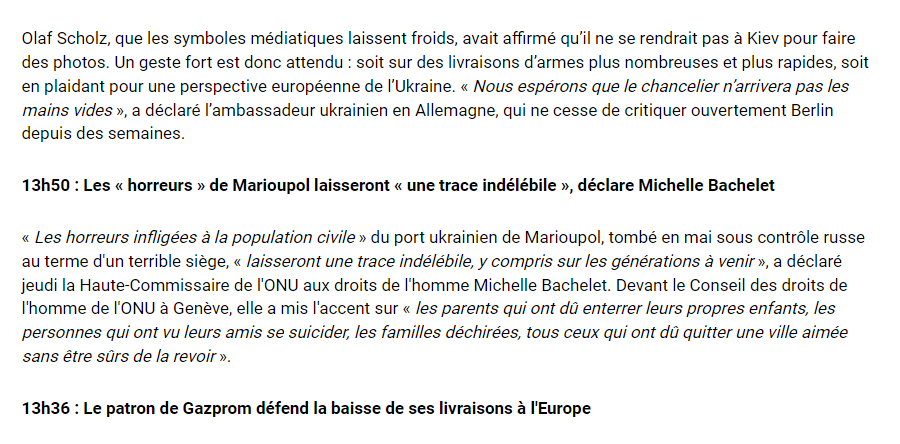 Olaf Scholz, que les symboles médiatiques laissent froids, avait affirmé qu’il ne se rendrait pas à Kiev pour faire
des photos. Un geste fort est donc attendu : soit sur des livraisons d’armes plus nombreuses et plus rapides, soit
en plaidant pour une perspective européenne de l’Ukraine. « Nous espérons que le chancelier n’arrivera pas les
mains vides », a déclaré l’ambassadeur ukrainien en Allemagne, qui ne cesse de critiquer ouvertement Berlin
depuis des semaines.
13h50 : Les « horreurs » de Marioupol laisseront « une trace indélébile », déclare Michelle Bachelet
« Les horreurs infligées à la population civile » du port ukrainien de Marioupol, tombé en mai sous contrôle russe
au terme d'un terrible siège, « laisseront une trace indélébile, y compris sur les générations à venir », a déclaré
jeudi la Haute-Commissaire de l'ONU aux droits de l'homme Michelle Bachelet. Devant le Conseil des droits de
l'homme de l'ONU à Genève, elle a mis l'accent sur « les parents qui ont dû enterrer leurs propres enfants, les
personnes qui ont vu leurs amis se suicider, les familles déchirées, tous ceux qui ont dû quitter une ville aimée
sans être sûrs de la revoir ».
13h36 : Le patron de Gazprom défend la baisse de ses livraisons à l'Europe